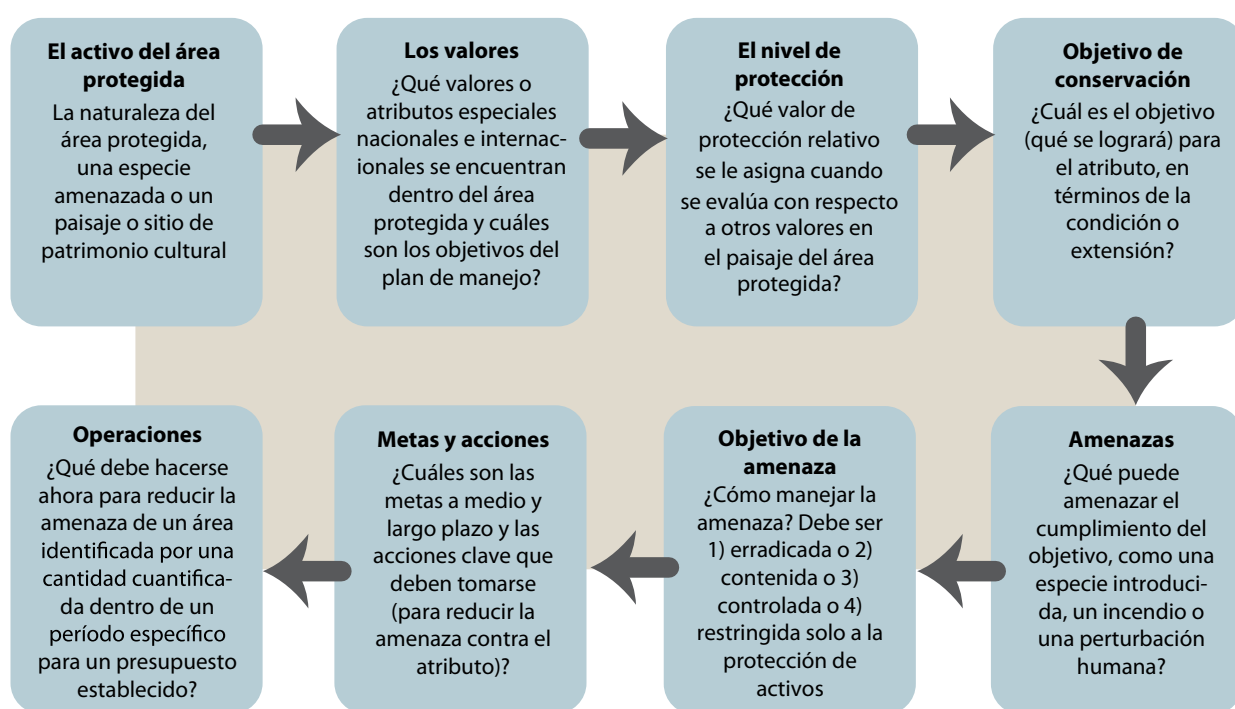 El activo del área
protegida
La naturaleza del
área protegida,
una especie
amenazada o un
paisaje o sitio de
patrimonio cultural
Los valores
¿Qué valores o
atributos especiales
nacionales e internac-
ionales se encuentran
dentro del área
protegida y cuáles
son los objetivos del
plan de manejo?
El nivel de
protección
¿Qué valor de
protección relativo
se le asigna cuando
se evalúa con respecto
a otros valores en
el paisaje del área
protegida?
Objetivo de
conservación
¿Cuál es el objetivo
(qué se logrará) para
el atributo, en
términos de la
condición o
extensión?
Amenazas
¿Qué puede
amenazar el
cumplimiento del
objetivo, como una
especie introduci-
da, un incendio o
una perturbación
humana?
Objetivo de la
amenaza
¿Cómo manejar la
amenaza? Debe ser
1) erradicada o 2)
contenida o 3)
controlada o 4)
restringida solo a la
protección de
activos
Metas y acciones
¿Cuáles son las
metas a medio y
largo plazo y las
acciones clave que
deben tomarse
(para reducir la
amenaza contra el
atributo)?
Operaciones
¿Qué debe hacerse
ahora para reducir la
amenaza de un área
identificada por una
cantidad cuantifica-
da dentro de un
período específico
para un presupuesto
establecido?